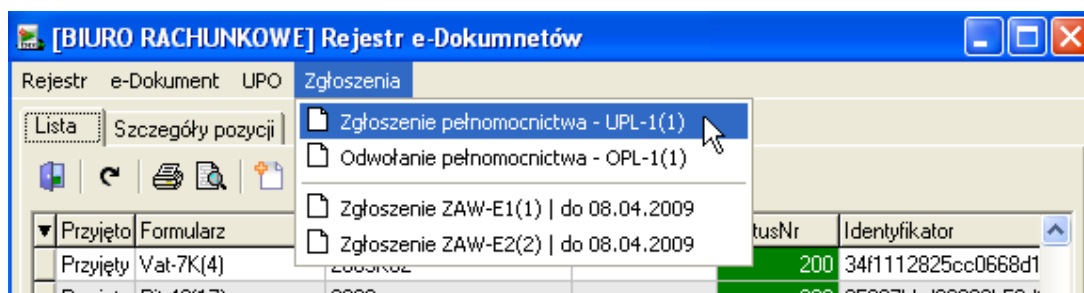 [BIURO RACHUNKOWE] Rejestr e-Dokumnetów
Rejestr e-Dokument UPO Zgłoszenia
Lista Szczegóły pozycji
Zgłoszenie pełnomocnictwa - UPL-1(1)
Odwołanie pełnomocnictwa - OPL-1(1)
Zgłoszenie ZAW-E1(1) | do 08.04.2009
Zgłoszenie ZAW-E2(2) | do 08.04.2009
Przyjęto Formularz tusNr Identyfikator
Przyjęty Vat-7K(4) 200 34f1112825cc0668d1